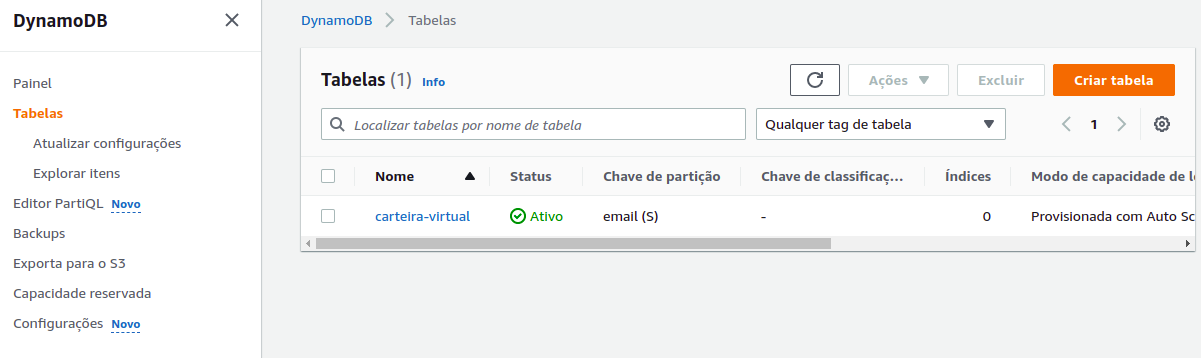 DynamoDB
Painel
Tabelas
Atualizar configurações
Explorar itens
Editor PartiQL Novo
Backups
Exporta para o S3
Capacidade reservada
Configurações Novo
DynamoDB > Tabelas
Tabelas (1) Info
Ações Excluir Criar tabela
Localizar tabelas por nome de tabela Qualquer tag de tabela 1
Nome Status Chave de partição Chave de classificaç... Índices Modo de capacidade de
carteira-virtual Ativo email (S) - 0 Provisionada com Auto